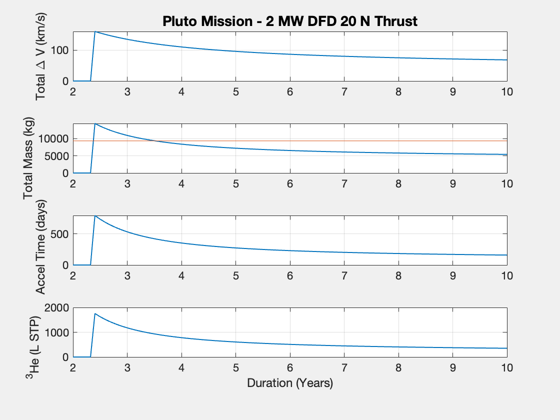 Pluto Mission - 2 MW DFD 20 N Thrust
Total Δ V (km/s)
100
0
2 3 4 5 6 7 8 9 10
Total Mass (kg)
10000
5000
0
2 3 4 5 6 7 8 9 10
Accel Time (days)
500
0
2 3 4 5 6 7 8 9 10
³He (L STP)
2000
1000
0
2 3 4 5 6 7 8 9 10
Duration (Years)